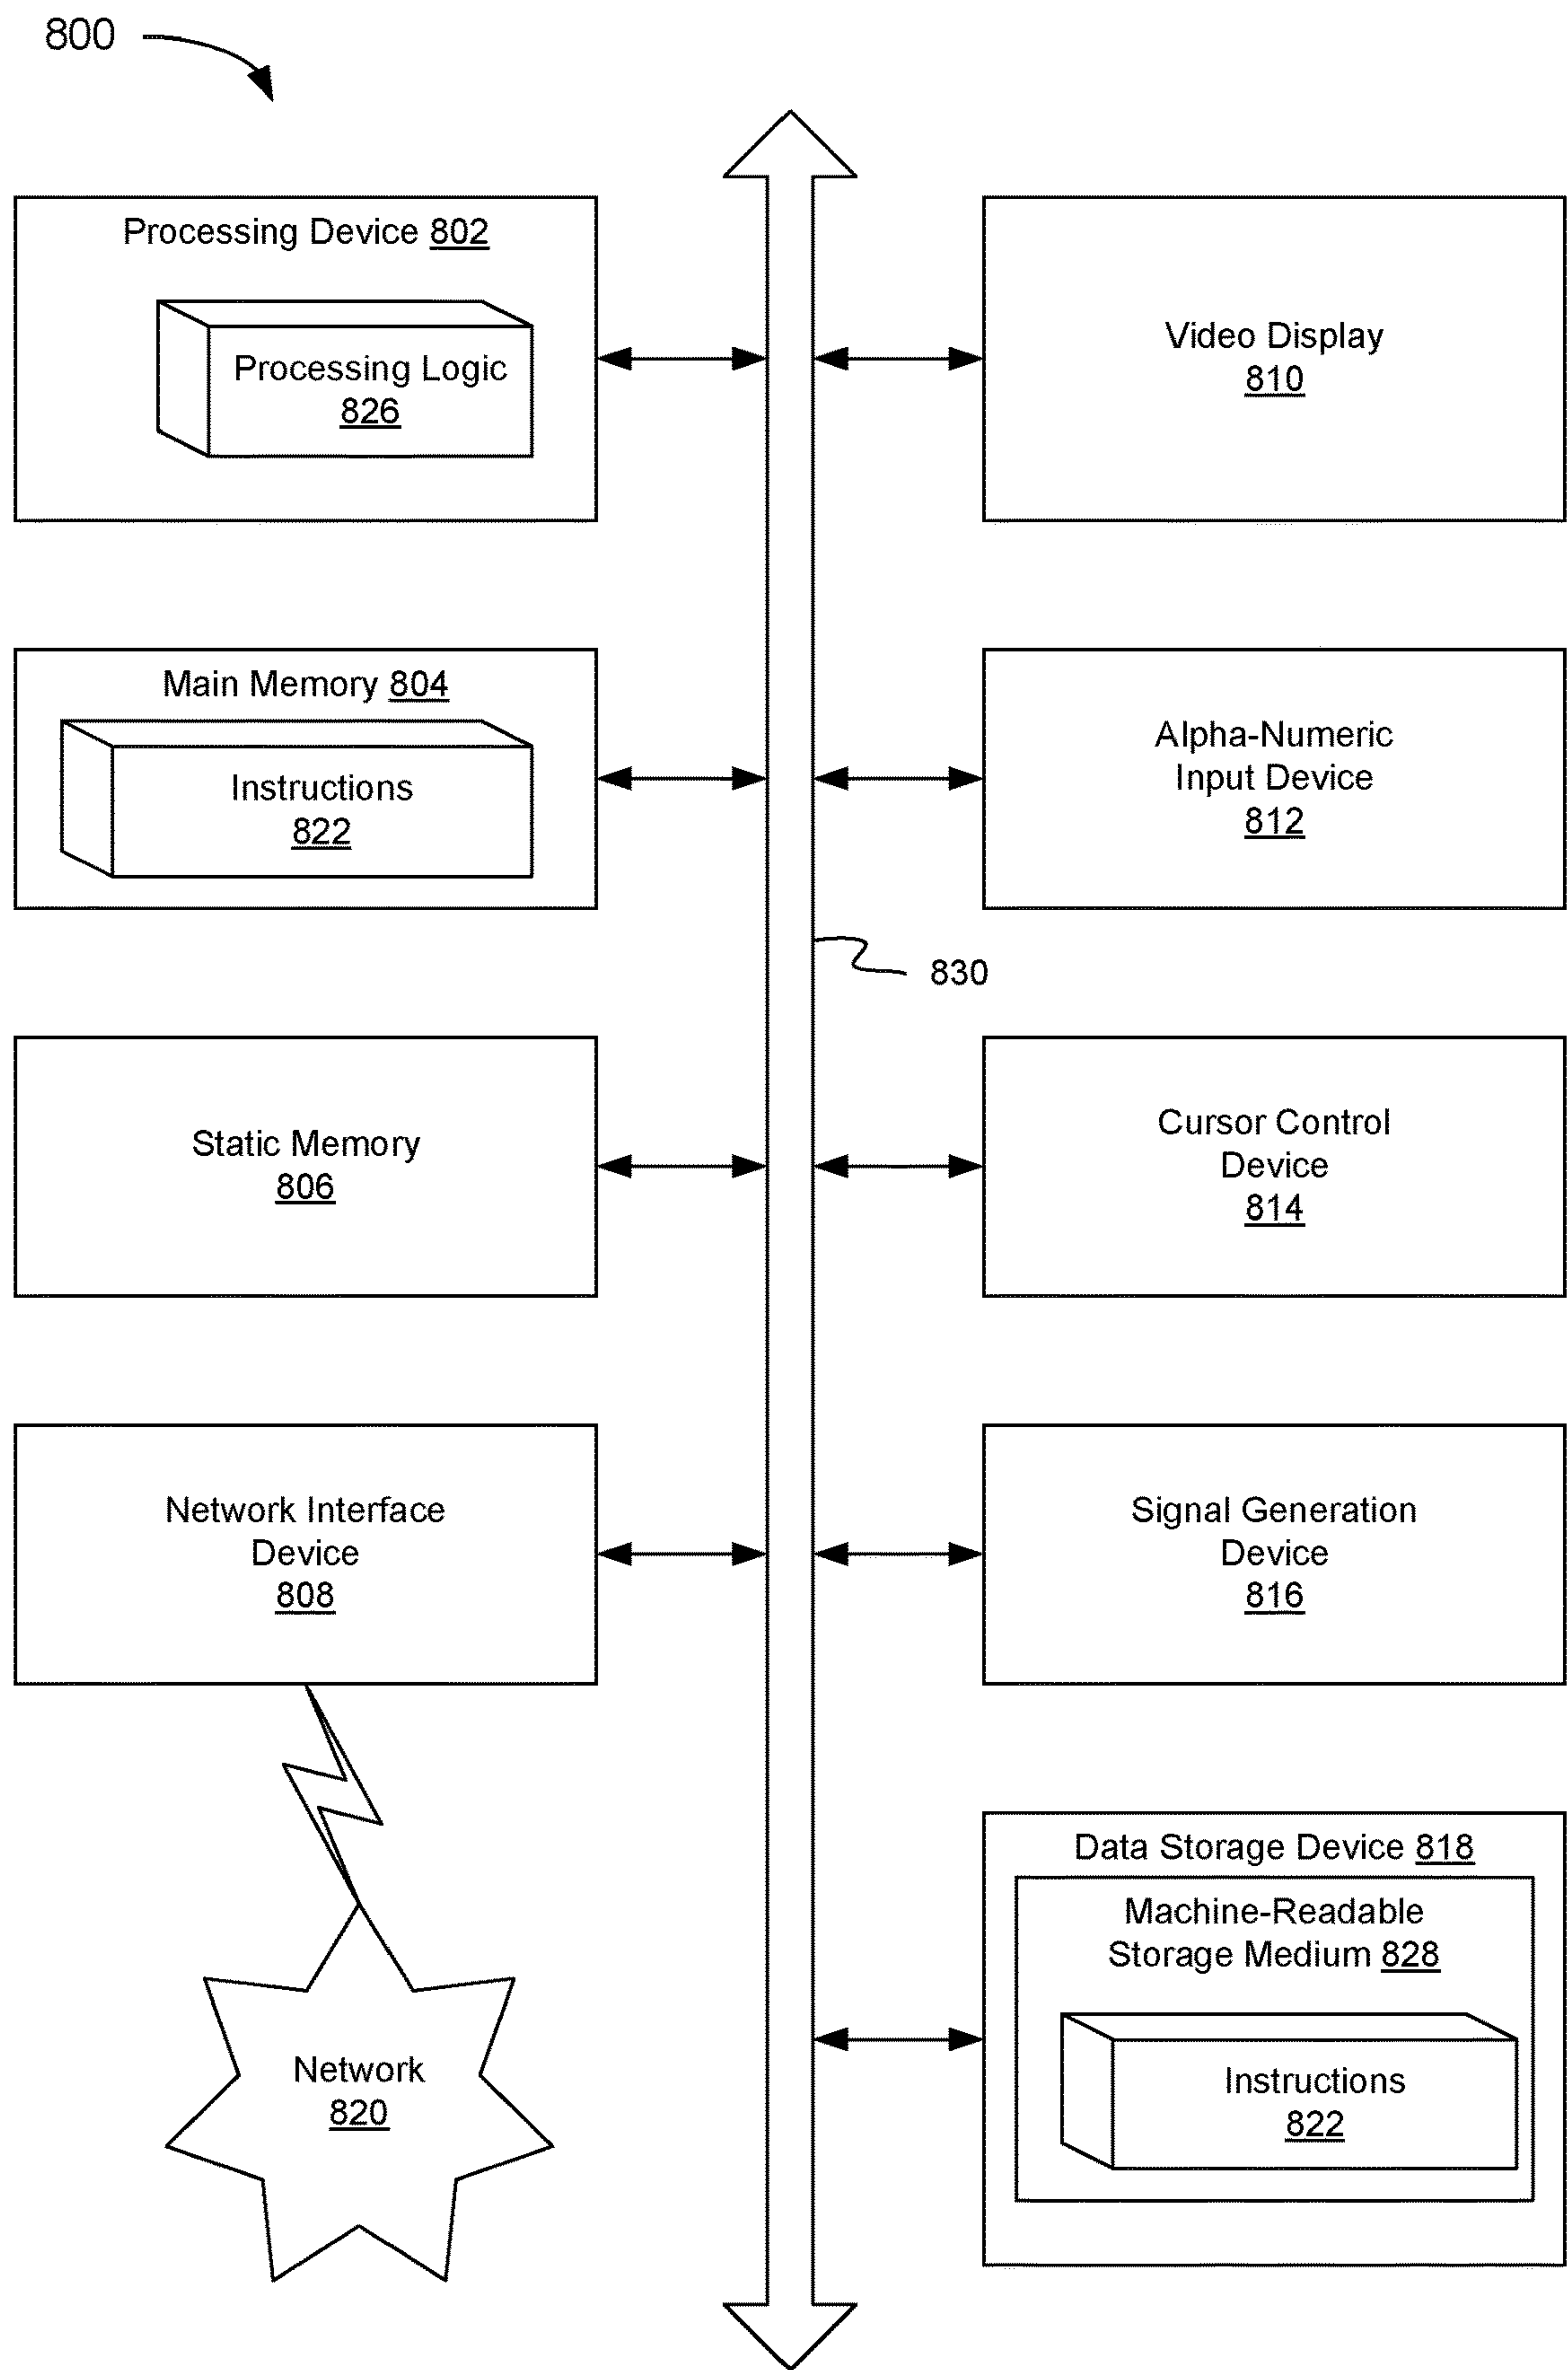 800
Processing Device 802
Processing Logic
826
Video Display
810
Main Memory 804
Instructions
822
Alpha-Numeric
Input Device
812
830
Static Memory
806
Cursor Control
Device
814
Network Interface
Device
808
Signal Generation
Device
816
Data Storage Device 818
Machine-Readable
Storage Medium 828
Instructions
822
Network
820